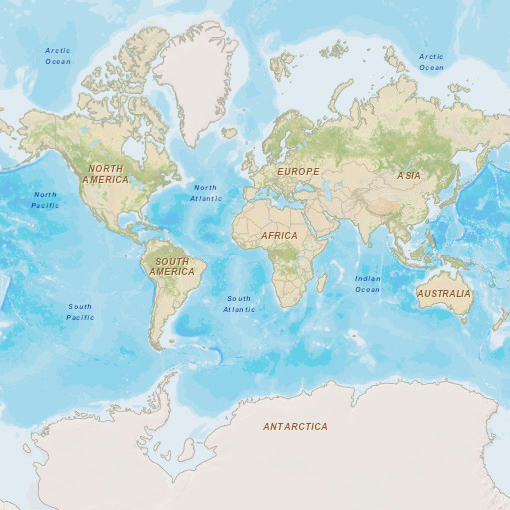 Arctic
Ocean
Arctic
Ocean
NORTH
AMERICA
EUROPE
ASIA
North
Pacific
North
Atlantic
AFRICA
SOUTH
AMERICA
Indian
Ocean
AUSTRALIA
South
Pacific
South
Atlantic
ANTARCTICA